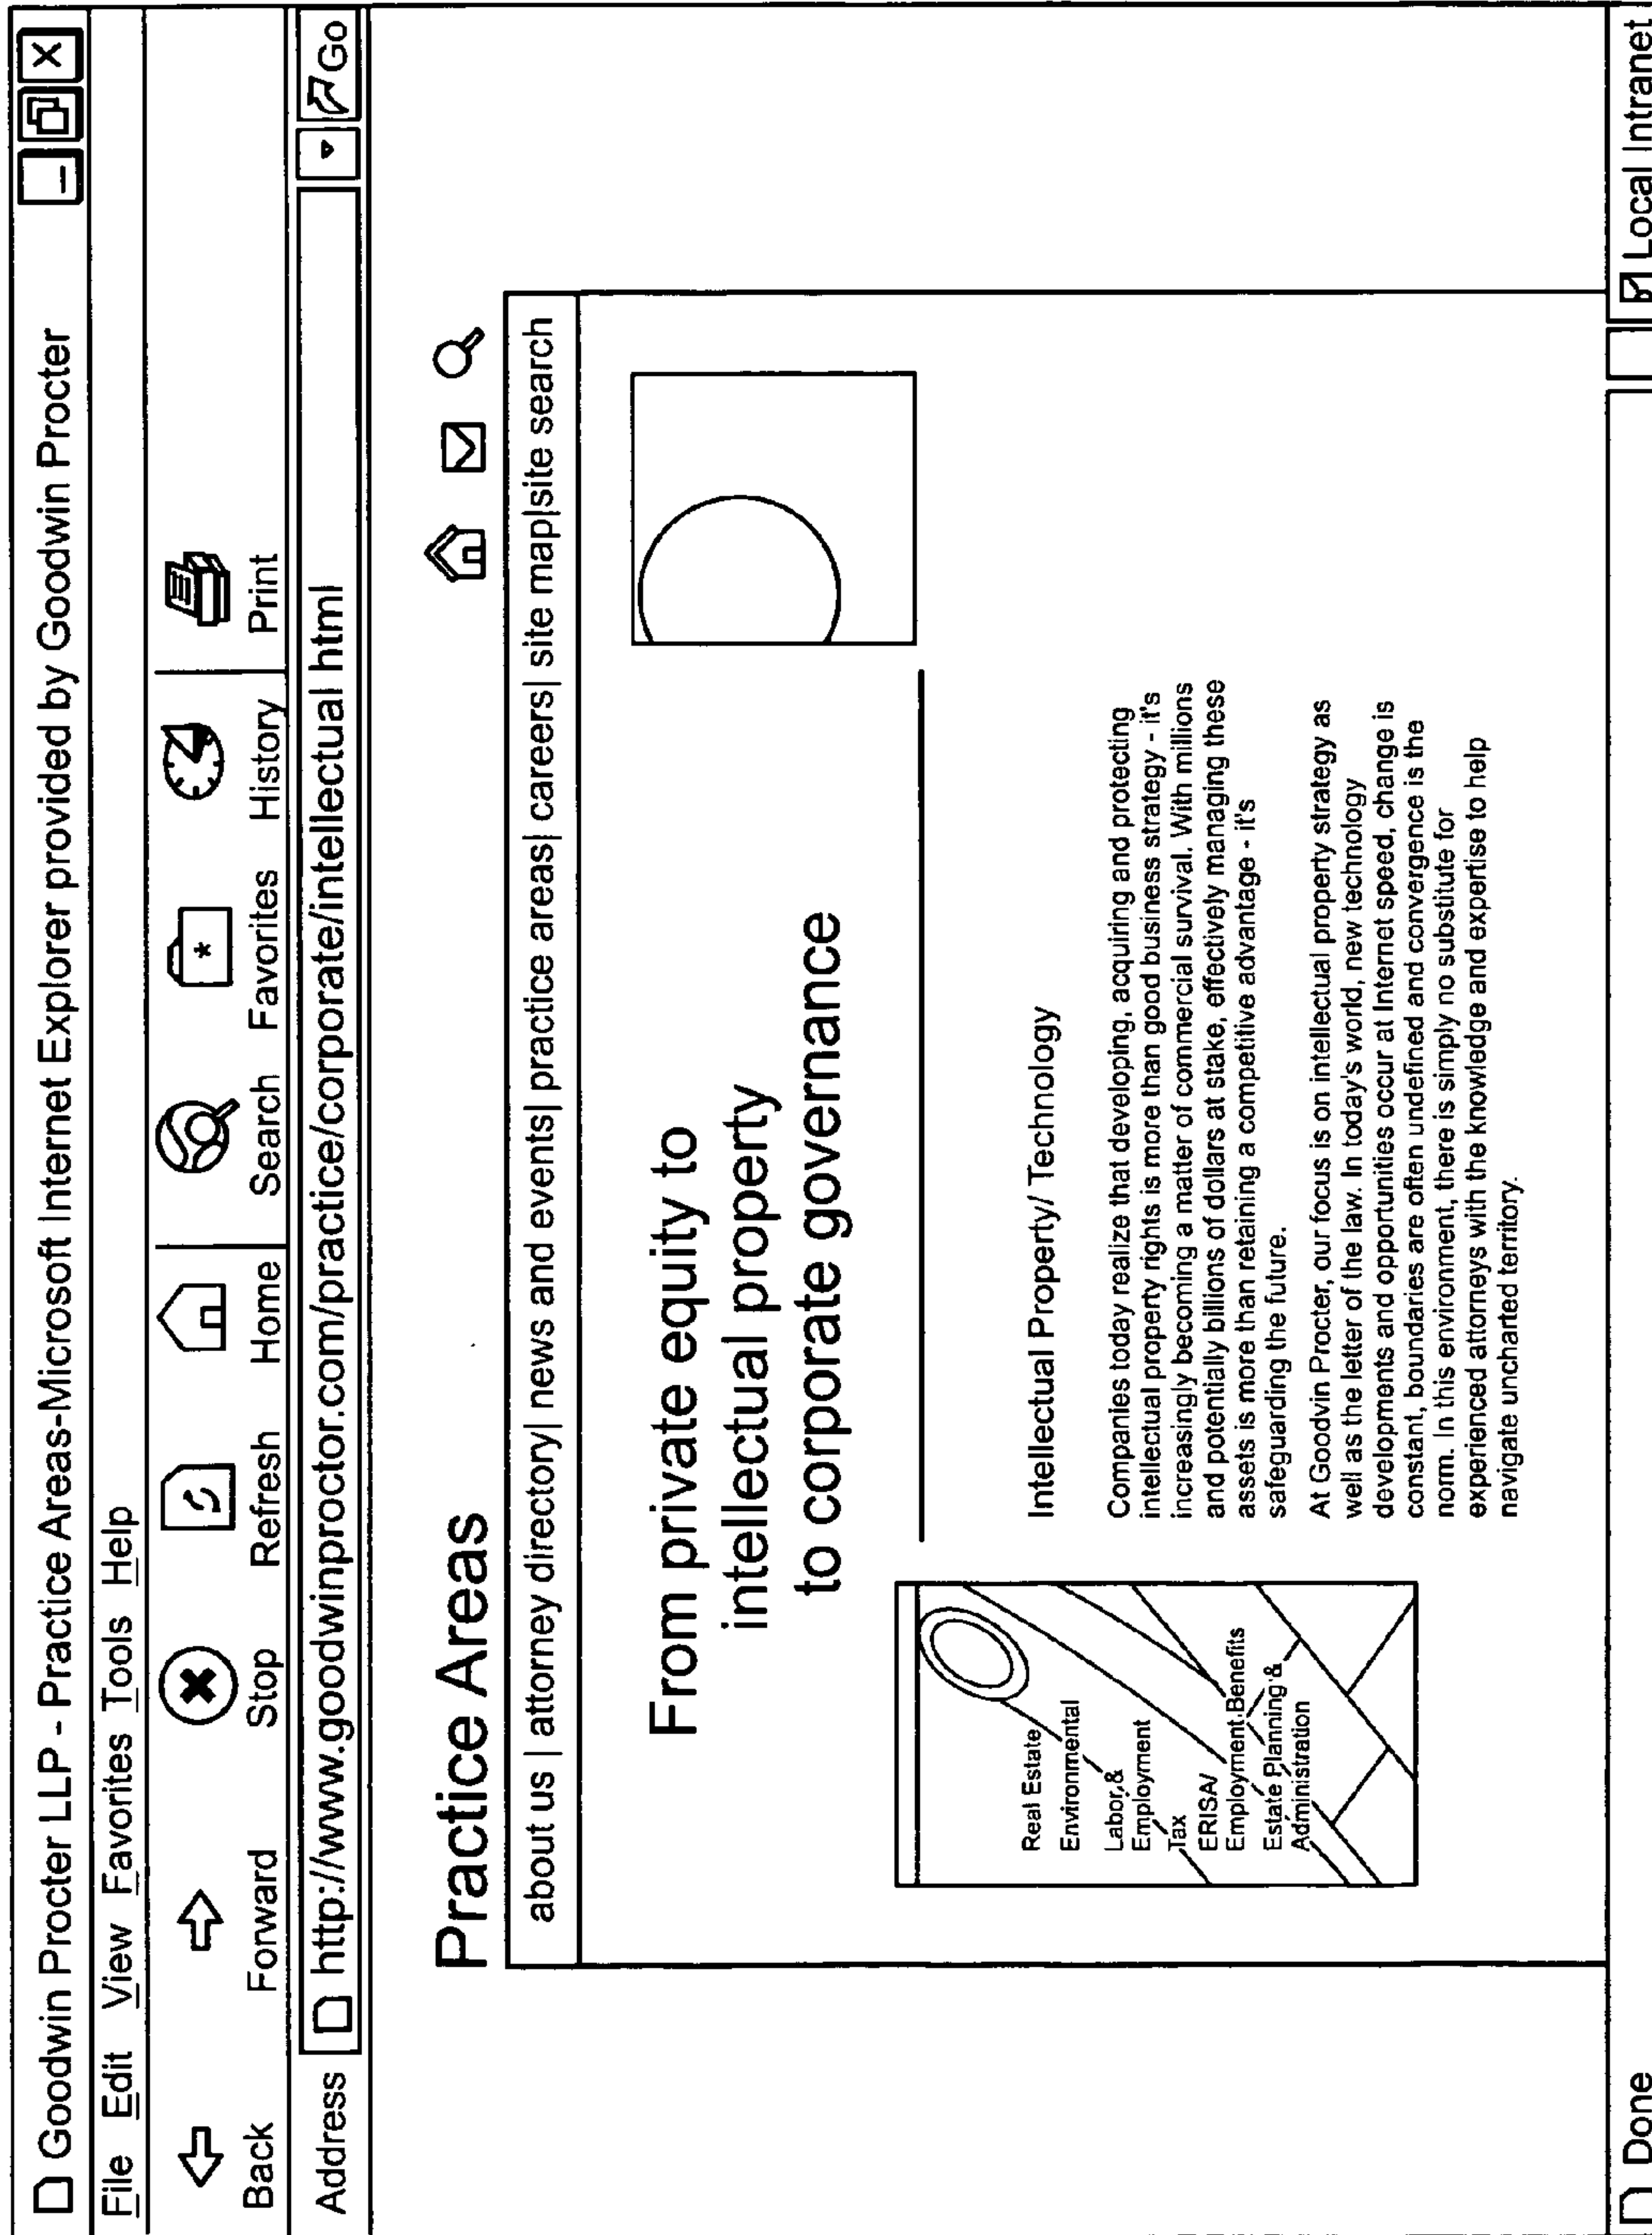 Goodwin Procter LLP - Practice Areas-Microsoft Internet Explorer provided by Goodwin Procter
File Edit View Favorites Tools Help
Back Forward Stop Refresh Home Search Favorites History Print
Address http://www.goodwinproctor.com/practice/corporate/intellectual html Go
Practice Areas
about us | attorney directory| news and events| practice areas| careers| site map|site search
From private equity to
intellectual property
to corporate governance
Real Estate
Environmental
Labor &
Employment
Tax
ERISA/
Employment Benefits
Estate Planning &
Administration
Intellectual Property/ Technology
Companies today realize that developing, acquiring and protecting
intellectual property rights is more than good business strategy - it's
increasingly becoming a matter of commercial survival. With millions
and potentially billions of dollars at stake, effectively managing these
assets is more than retaining a competitive advantage - it's
safeguarding the future.
At Goodvin Procter, our focus is on intellectual property strategy as
well as the letter of the law. In today's world, new technology
developments and opportunities occur at Internet speed, change is
constant, boundaries are often undefined and convergence is the
norm. In this environment, there is simply no substitute for
experienced attorneys with the knowledge and expertise to help
navigate uncharted territory.
Done Local Intranet